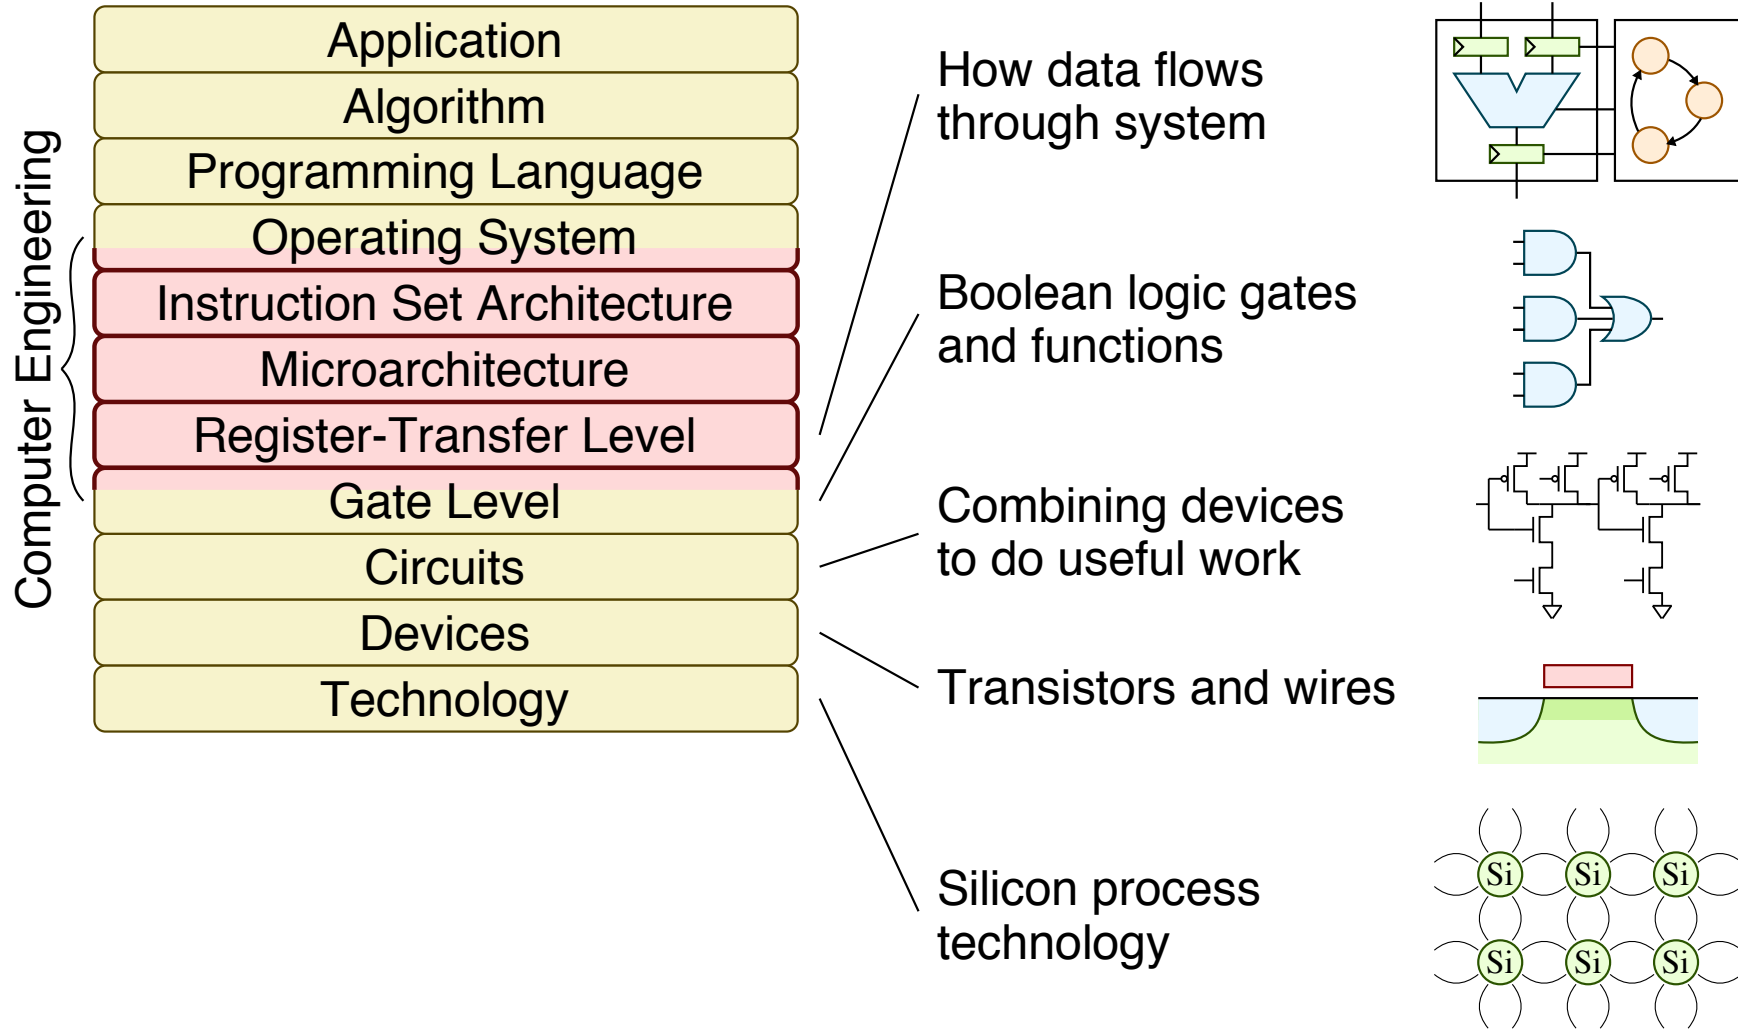 Computer Engineering
Application
Algorithm
Programming Language
Operating System
Instruction Set Architecture
Microarchitecture
Register-Transfer Level
Gate Level
Circuits
Devices
Technology
How data flows
through system
Boolean logic gates
and functions
Combining devices
to do useful work
Transistors and wires
Silicon process
technology
Si Si Si
Si Si Si